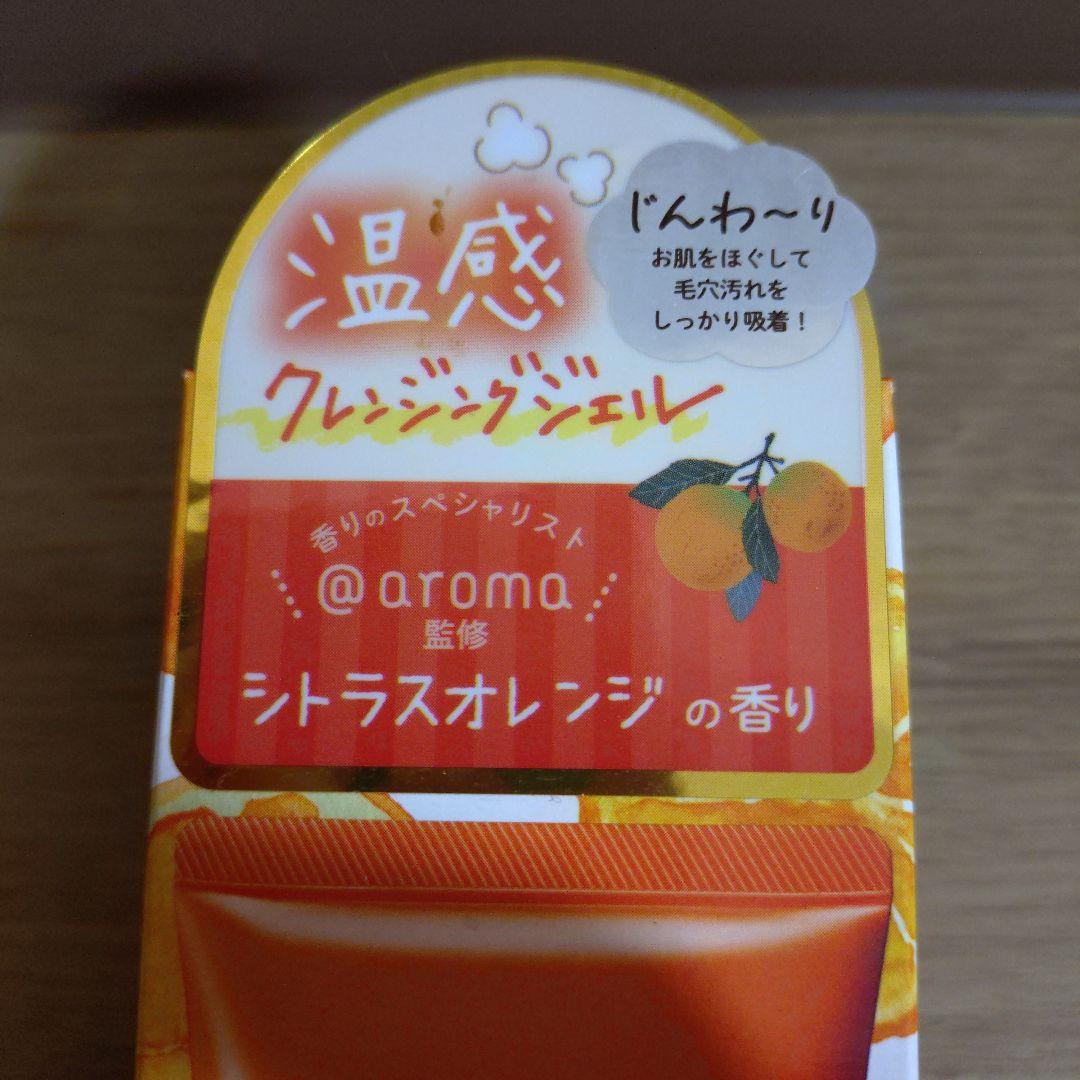 温感
クレンジングジェル
じんわ〜り
お肌をほぐして
毛穴汚れを
しっかり吸着！
香りのスペシャリスト
@aroma
監修
シトラスオレンジの香り